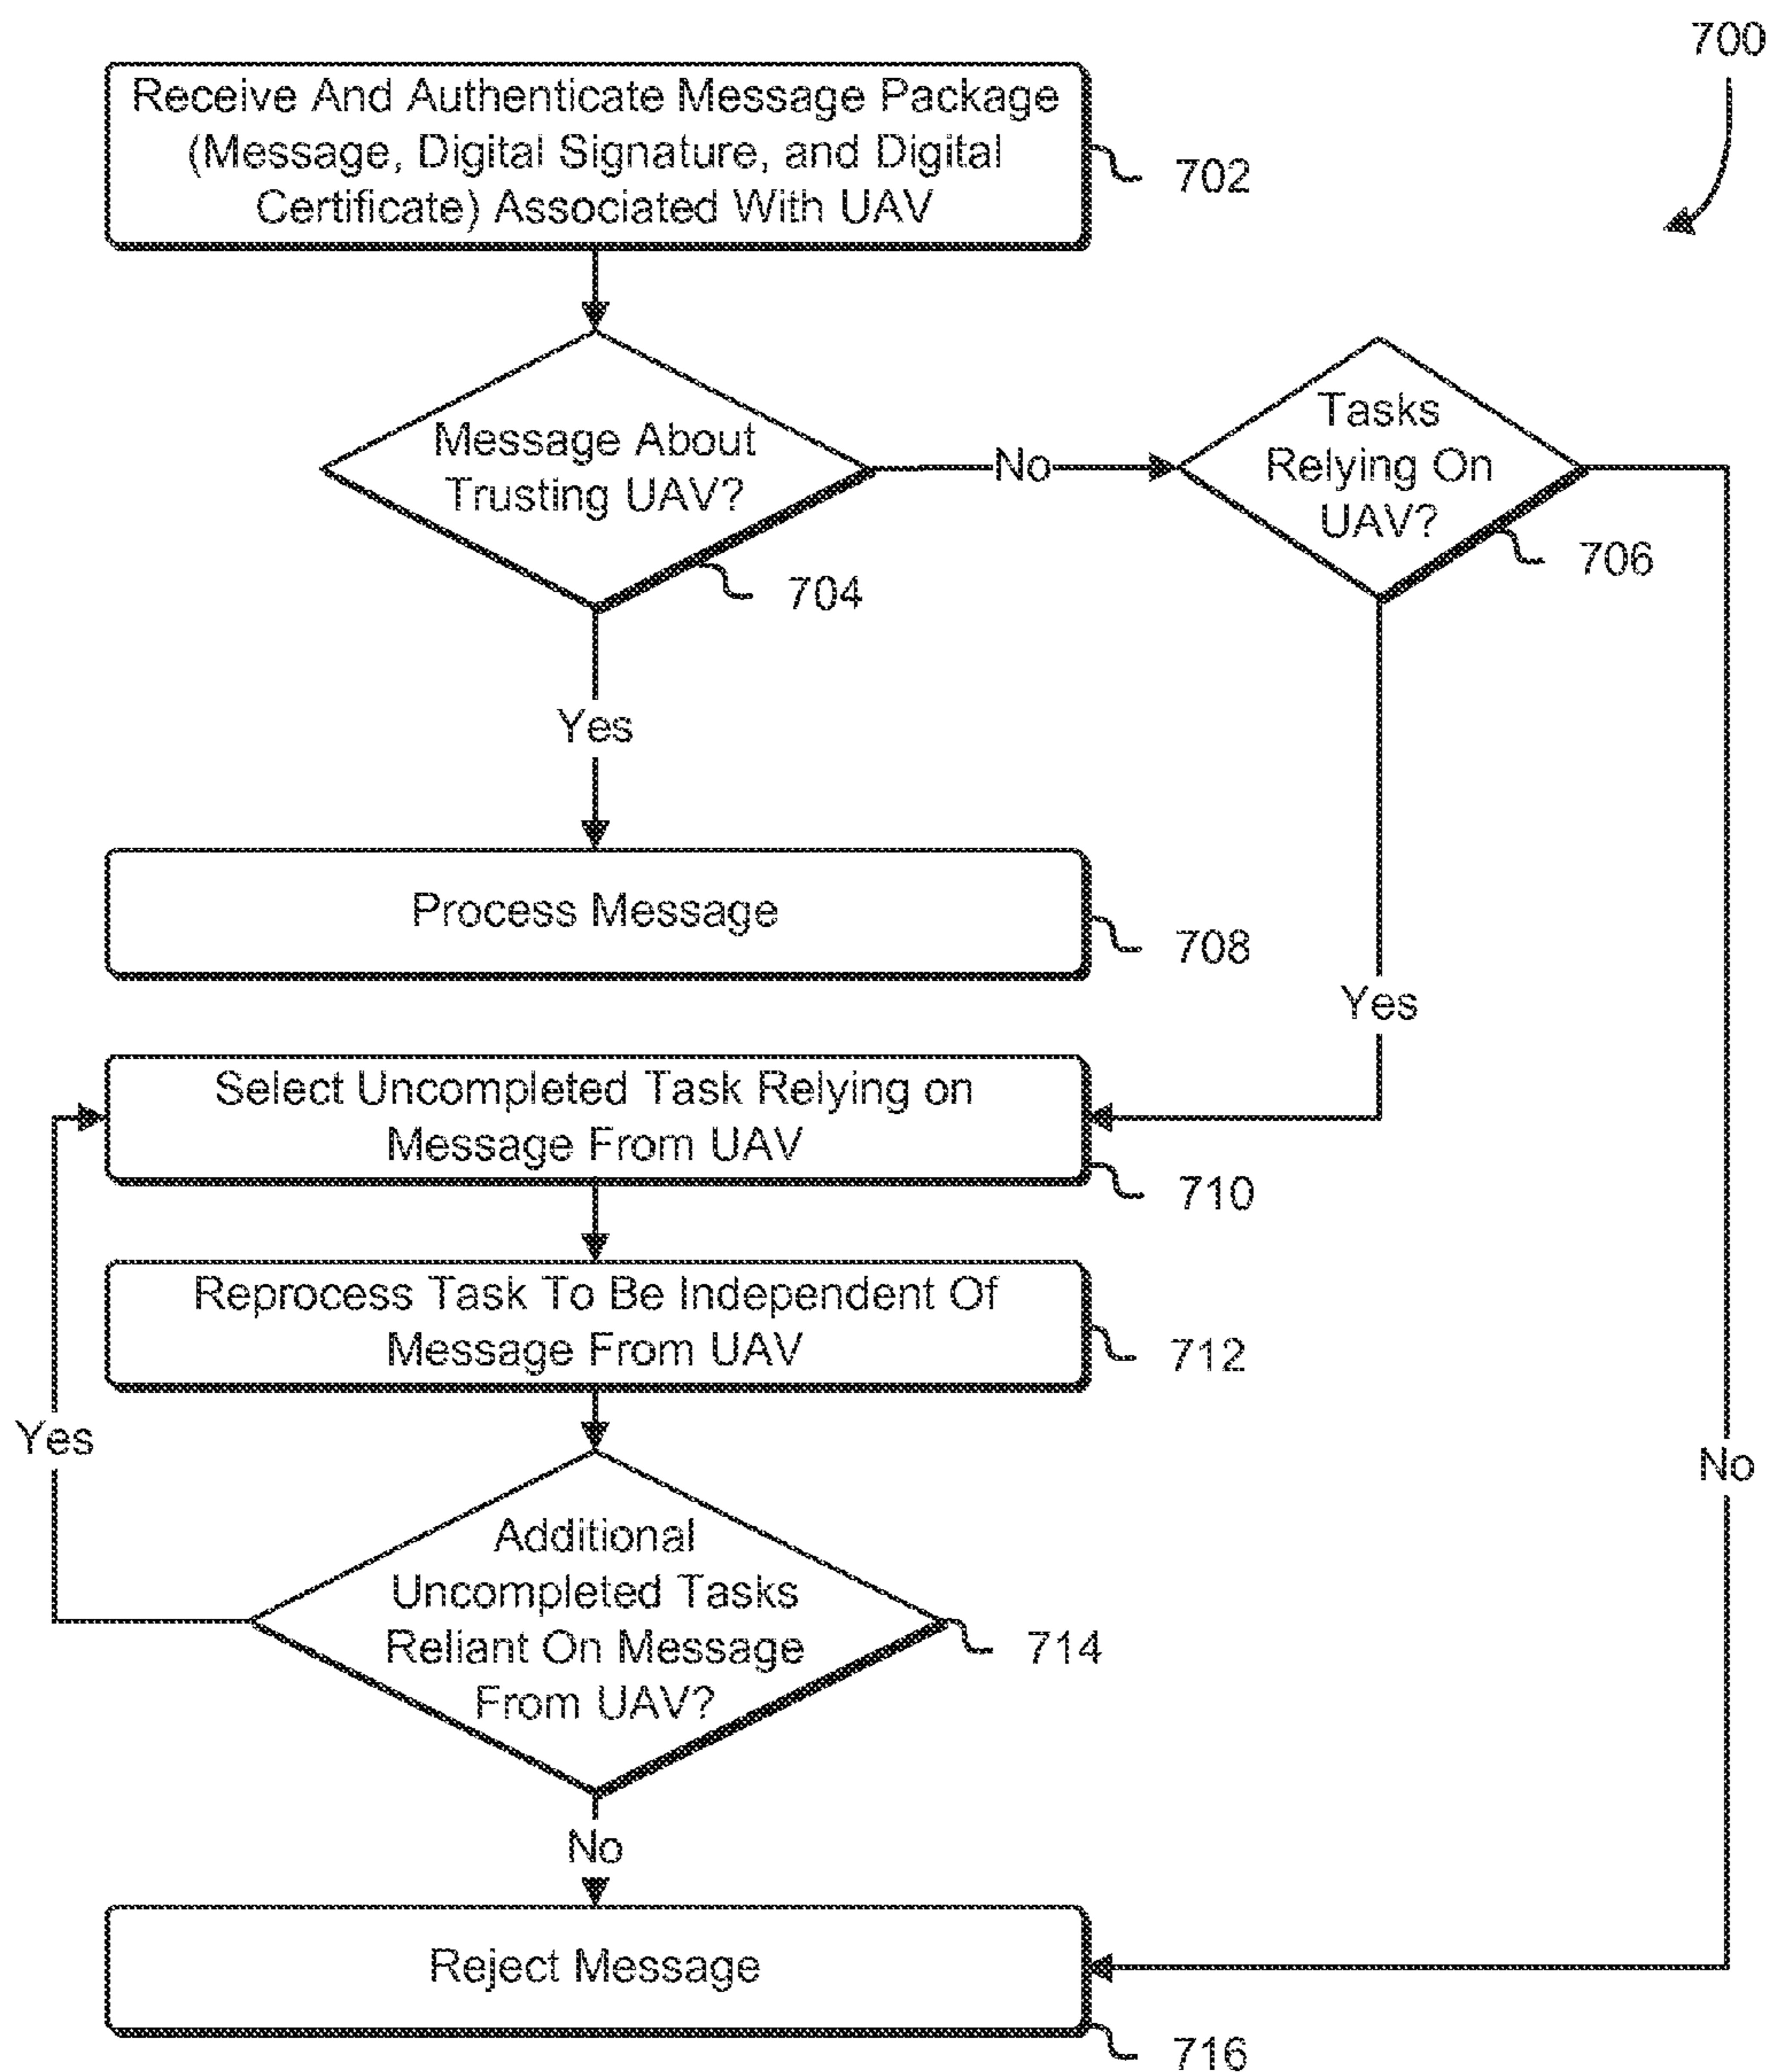 700
Receive And Authenticate Message Package
(Message, Digital Signature, and Digital
Certificate) Associated With UAV
702
Message About
Trusting UAV?
704
No
Tasks
Relying On
UAV?
706
Yes
Process Message
708
Yes
Select Uncompleted Task Relying on
Message From UAV
710
Reprocess Task To Be Independent Of
Message From UAV
712
Yes
No
Additional
Uncompleted Tasks
Reliant On Message
From UAV?
714
No
Reject Message
716